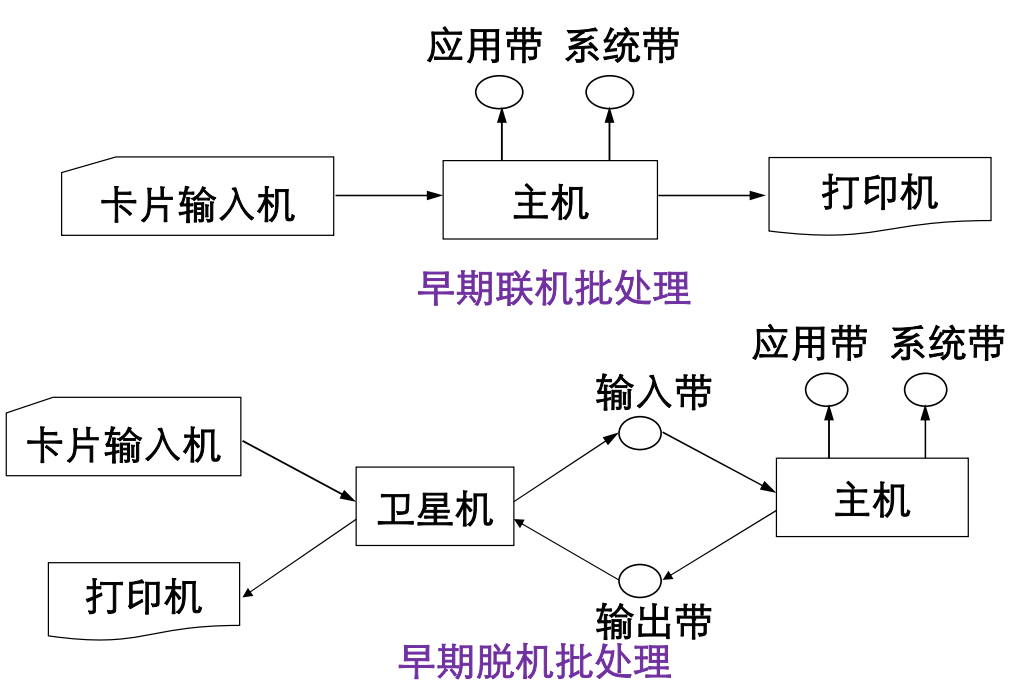 应用带 系统带
卡片输入机
主机
打印机
早期联机批处理
应用带 系统带
输入带
卡片输入机
卫星机
主机
打印机
输出带
早期脱机批处理